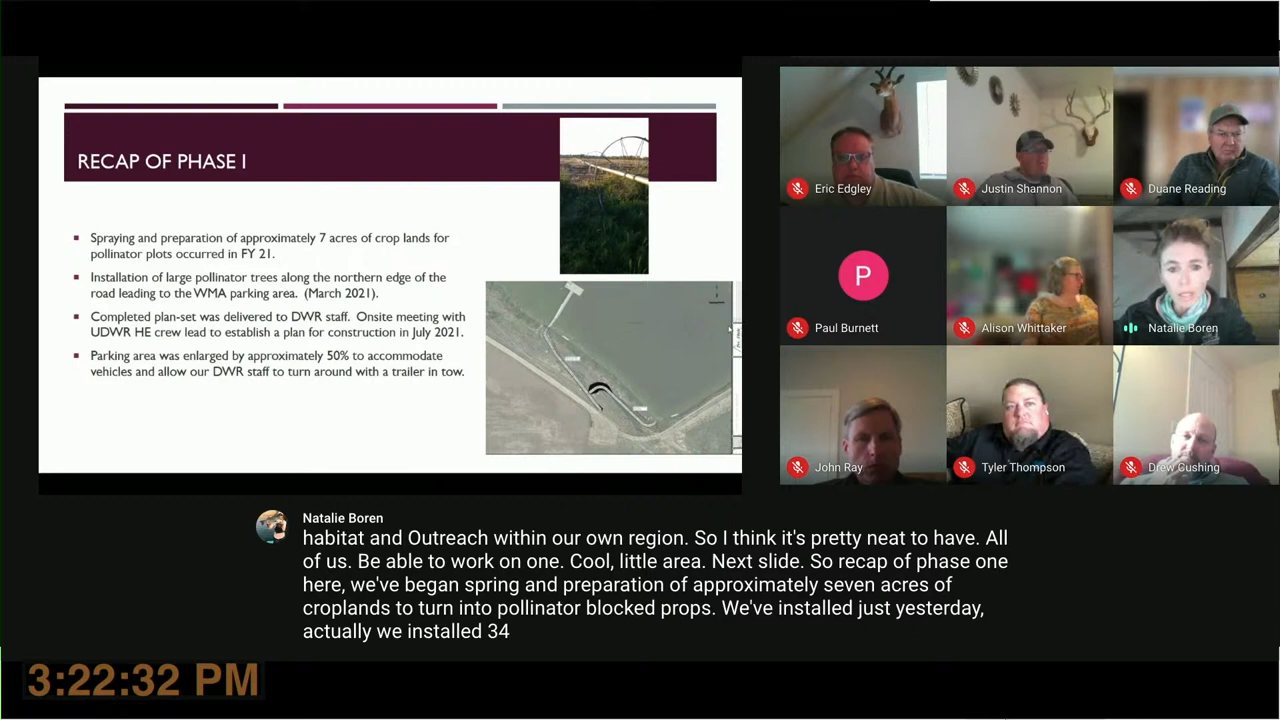 RECAP OF PHASE I
Spraying and preparation of approximately 7 acres of crop lands for
pollinator plots occurred in FY 21.
Installation of large pollinator trees along the northern edge of the
road leading to the WMA parking area. (March 2021).
Completed plan-set was delivered to DWR staff. Onsite meeting with
UDWR HE crew lead to establish a plan for construction in July 2021.
Parking area was enlarged by approximately 50% to accommodate
vehicles and allow our DWR staff to turn around with a trailer in tow.
Eric Edgley
Justin Shannon
Duane Reading
P
Paul Burnett
Alison Whittaker
Natalie Boren
John Ray
Tyler Thompson
Drew Cushing
Natalie Boren
habitat and Outreach within our own region. So I think it's pretty neat to have. All
of us. Be able to work on one. Cool, little area. Next slide. So recap of phase one
here, we've began spring and preparation of approximately seven acres of
croplands to turn into pollinator blocked props. We've installed just yesterday,
actually we installed 34
3:22:32 PM